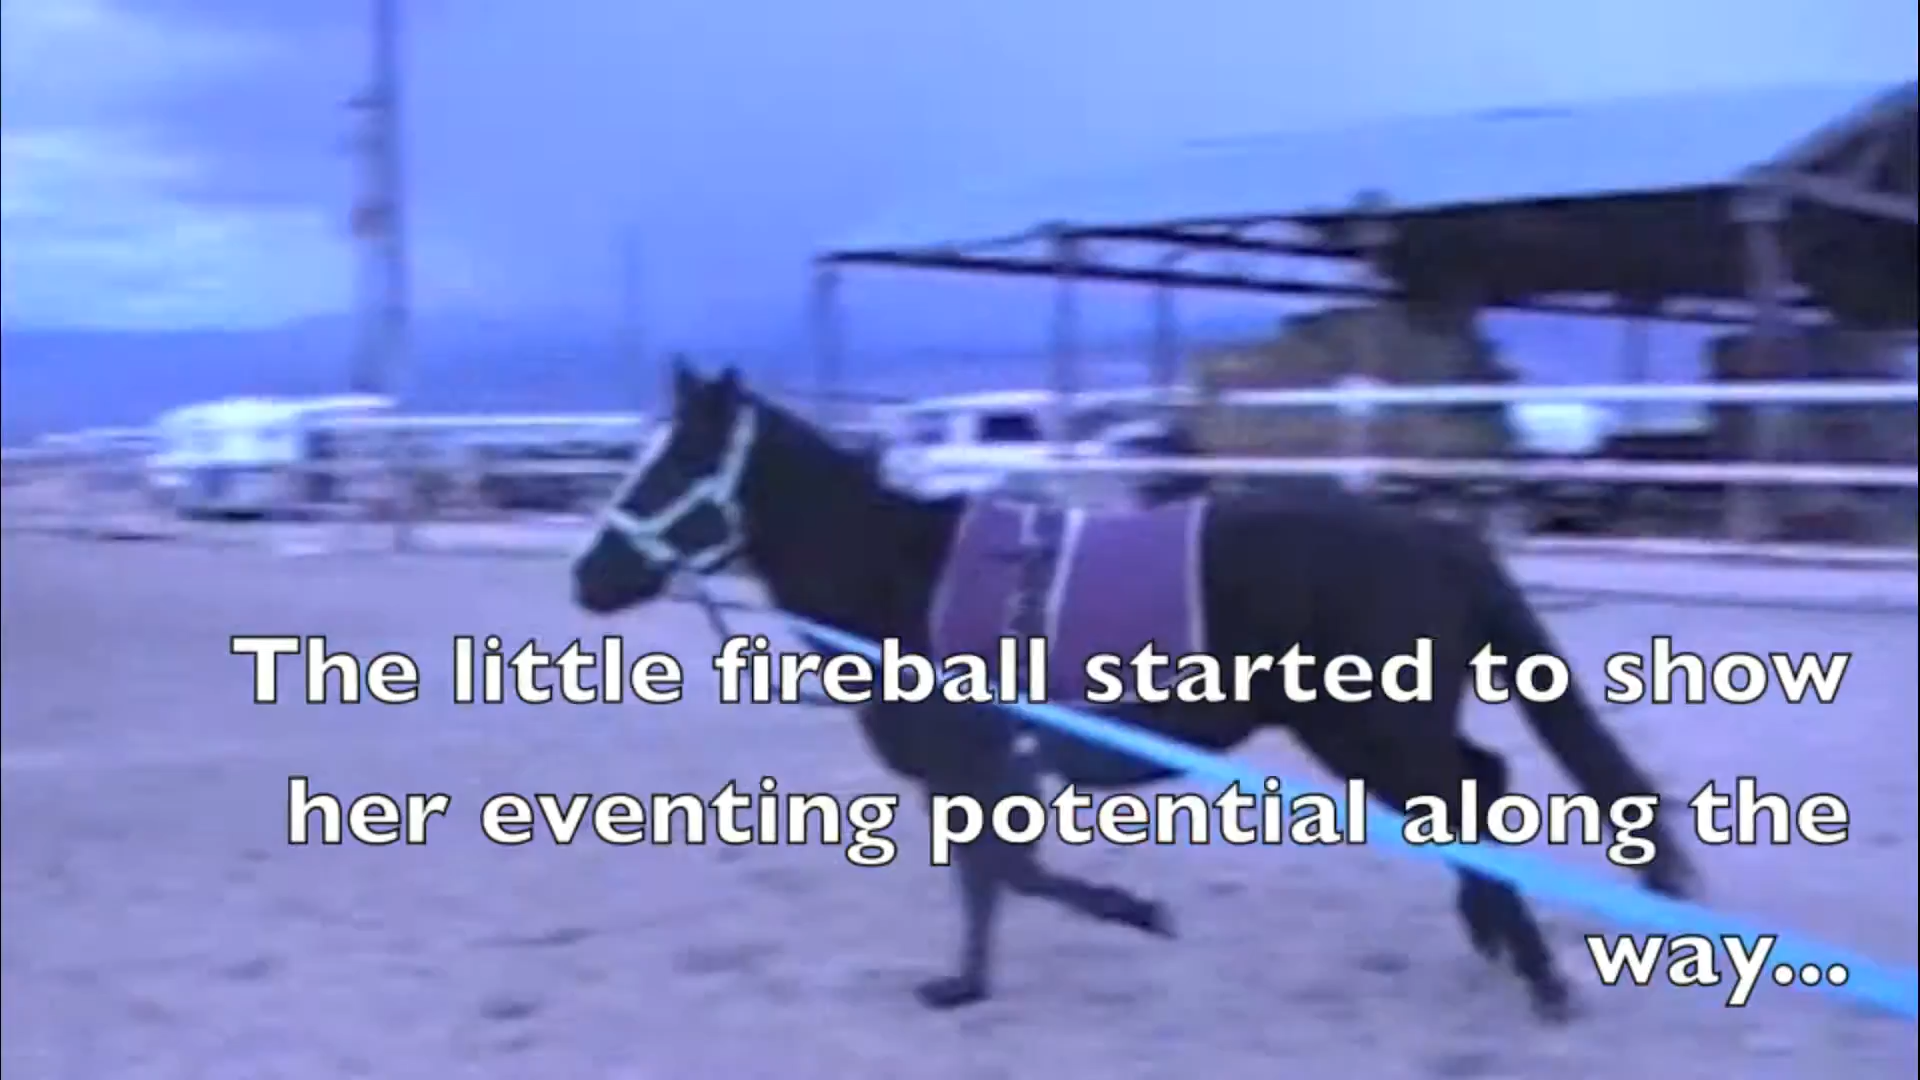 The little fireball started to show
her eventing potential along the
way...